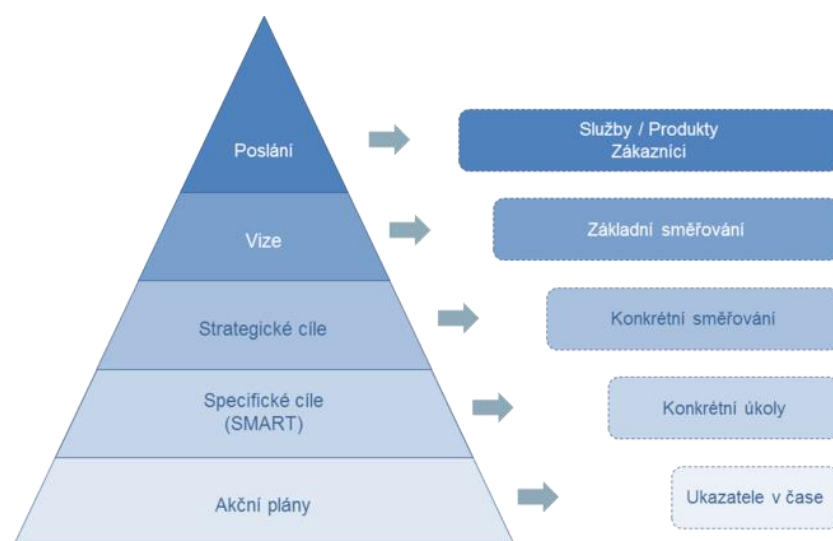 Poslání
Služby / Produkty
Zákazníci
Vize
Základní směřování
Strategické cíle
Konkrétní směřování
Specifické cíle
(SMART)
Konkrétní úkoly
Akční plány
Ukazatele v čase